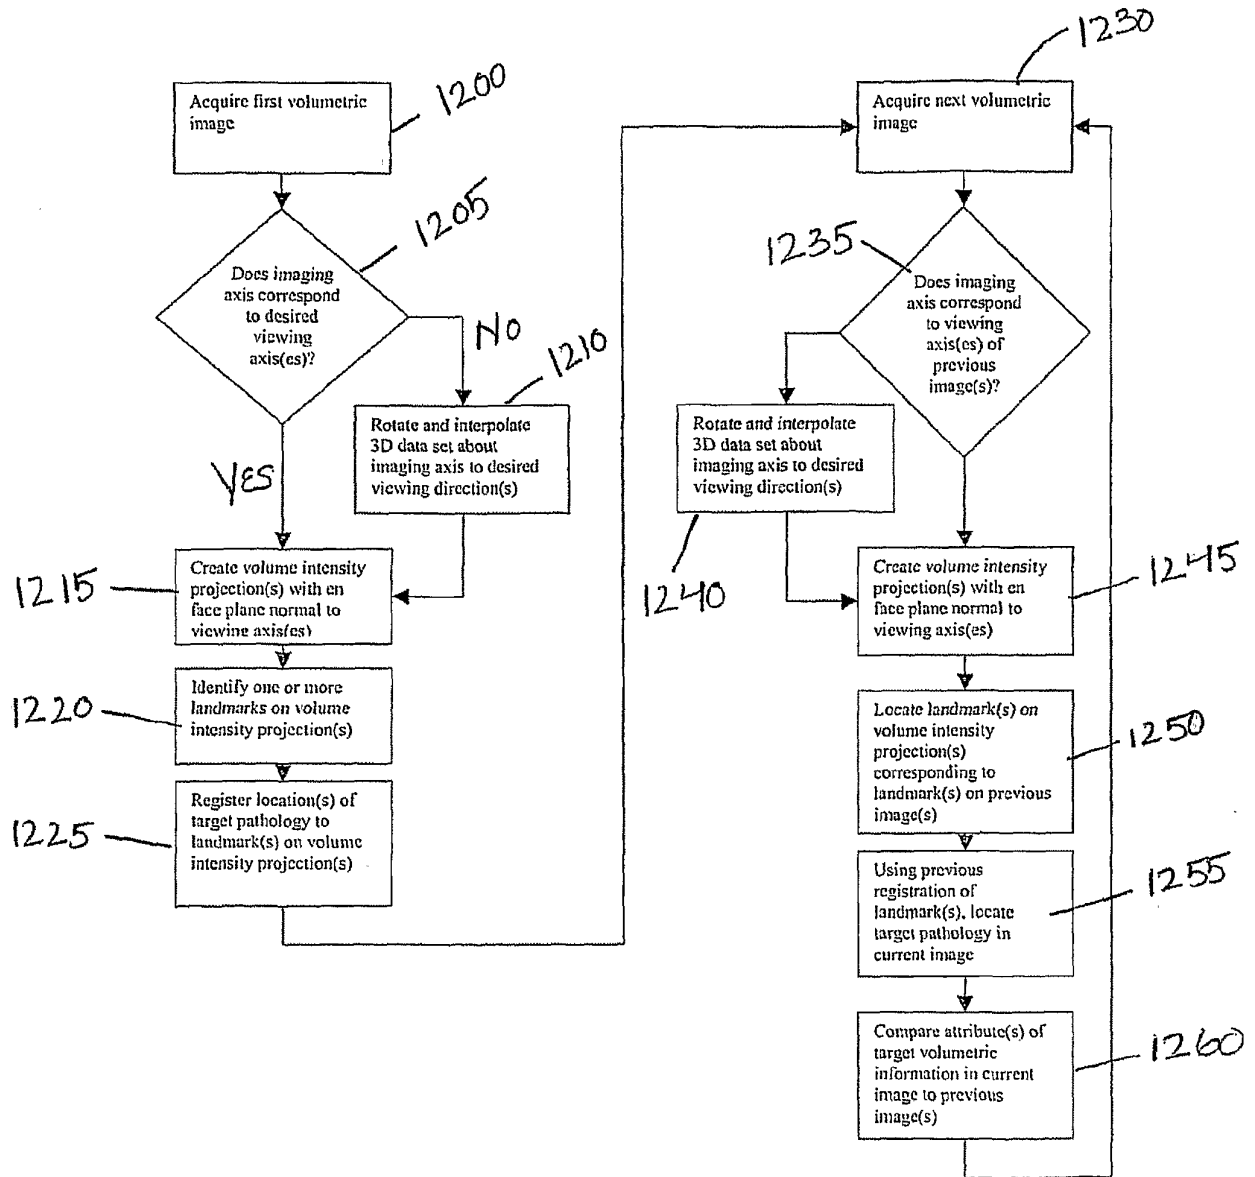 Acquire first volumetric
image
1200
Does imaging
axis correspond
to desired
viewing
axis(es)?
1205
NO
YES
Rotate and interpolate
3D data set about
imaging axis to desired
viewing direction(s)
1210
Create volume intensity
projection(s) with en
face plane normal to
viewing axis(es)
1215
Identify one or more
landmarks on volume
intensity projection(s)
1220
Register location(s) of
target pathology to
landmark(s) on volume
intensity projection(s)
1225
Acquire next volumetric
image
1230
Does imaging
axis correspond
to viewing
axis(es) of
previous
image(s)?
1235
Rotate and interpolate
3D data set about
imaging axis to desired
viewing direction(s)
1240
Create volume intensity
projection(s) with en
face plane normal to
viewing axis(es)
1245
Locate landmark(s) on
volume intensity
projection(s)
corresponding to
landmark(s) on previous
image(s)
1250
Using previous
registration of
landmark(s), locate
target pathology in
current image
1255
Compare attribute(s) of
target volumetric
information in current
image to previous
image(s)
1260